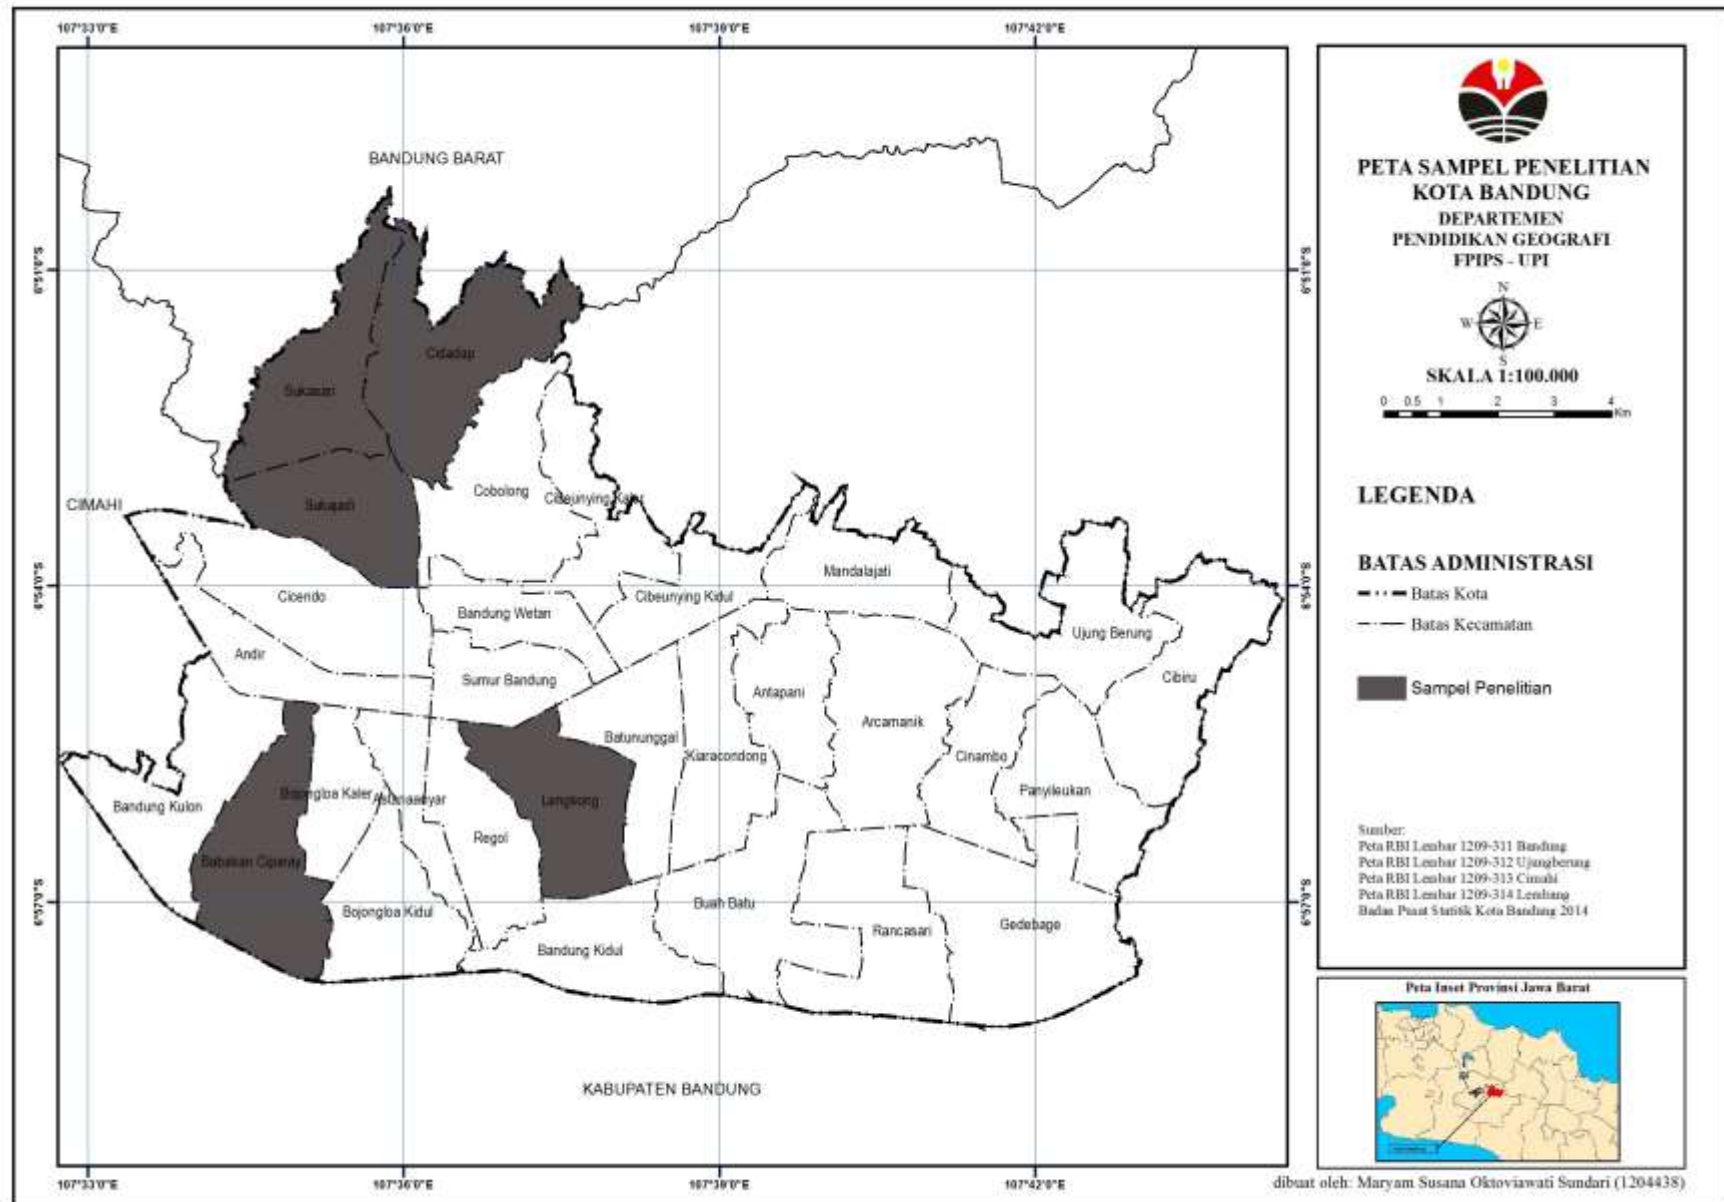 107°33'0"E 107°36'0"E 107°39'0"E 107°42'0"E
BANDUNG BARAT
6°51'0"S 6°51'0"S
Cidadap
Sukasari
Cobolong
Cibeunying Kaler
CIMAHI
Sukajadi
Mandalajati
6°54'0"S 6°54'0"S
Cicendo
Cibeunying Kidul
Bandung Wetan
Ujung Berung
Andir
Sumur Bandung
Cibiru
Antapani
Arcamanik
Batununggal
Kiaracondong
Cinambo
Panyileukan
Bandung Kulon
Bojongloa Kaler
Astanaanyar
Lengkong
Regol
Babakan Ciparay
6°57'0"S 6°57'0"S
Bojongloa Kidul
Buah Batu
Gedebage
Rancasari
Bandung Kidul
KABUPATEN BANDUNG
107°33'0"E 107°36'0"E 107°39'0"E 107°42'0"E
PETA SAMPEL PENELITIAN
KOTA BANDUNG
DEPARTEMEN
PENDIDIKAN GEOGRAFI
FPIPS - UPI
N
W E
S
SKALA 1:100.000
0 0.5 1 2 3 4
Km
LEGENDA
BATAS ADMINISTRASI
Batas Kota
Batas Kecamatan
Sampel Penelitian
Sumber:
Peta RBI Lembar 1209-311 Bandung
Peta RBI Lembar 1209-312 Ujungberung
Peta RBI Lembar 1209-313 Cimahi
Peta RBI Lembar 1209-314 Lembang
Badan Pusat Statitik Kota Bandung 2014
Peta Inset Provinsi Jawa Barat
dibuat oleh: Maryam Susana Oktoviawati Sundari (1204438)